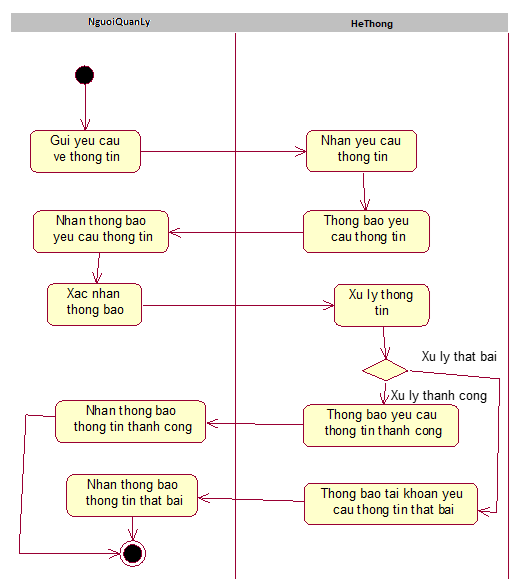 NguoiQuanLy
HeThong
Gui yeu cau
ve thong tin
Nhan yeu cau
thong tin
Nhan thong bao
yeu cau thong tin
Thong bao yeu
cau thong tin
Xac nhan
thong bao
Xu ly thong
tin
Xu ly that bai
Xu ly thanh cong
Nhan thong bao
thong tin thanh cong
Thong bao yeu cau
thong tin thanh cong
Nhan thong bao
thong tin that bai
Thong bao tai khoan yeu
cau thong tin that bai